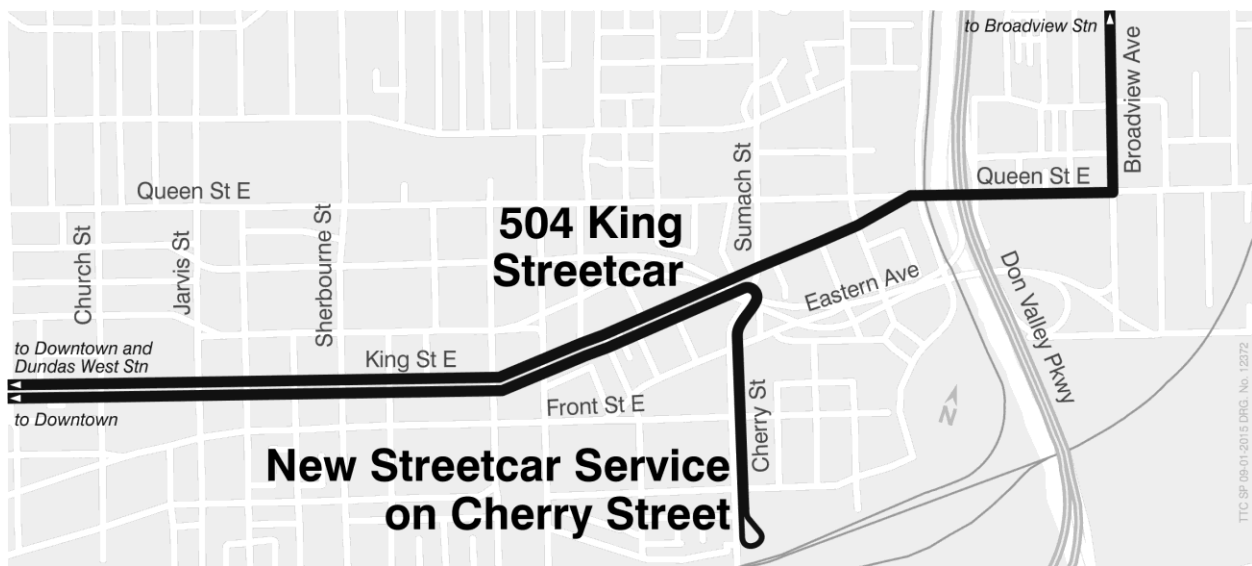 to Broadview Stn
Broadview Ave
Queen St E
Queen St E
Sumach St
504 King
Streetcar
Church St
Jarvis St
Sherbourne St
Eastern Ave
Don Valley Pkwy
to Downtown and
Dundas West Stn
King St E
to Downtown
Front St E
Cherry St
N
New Streetcar Service
on Cherry Street
TTC SP 09-01-2015 DRG. No. 12372